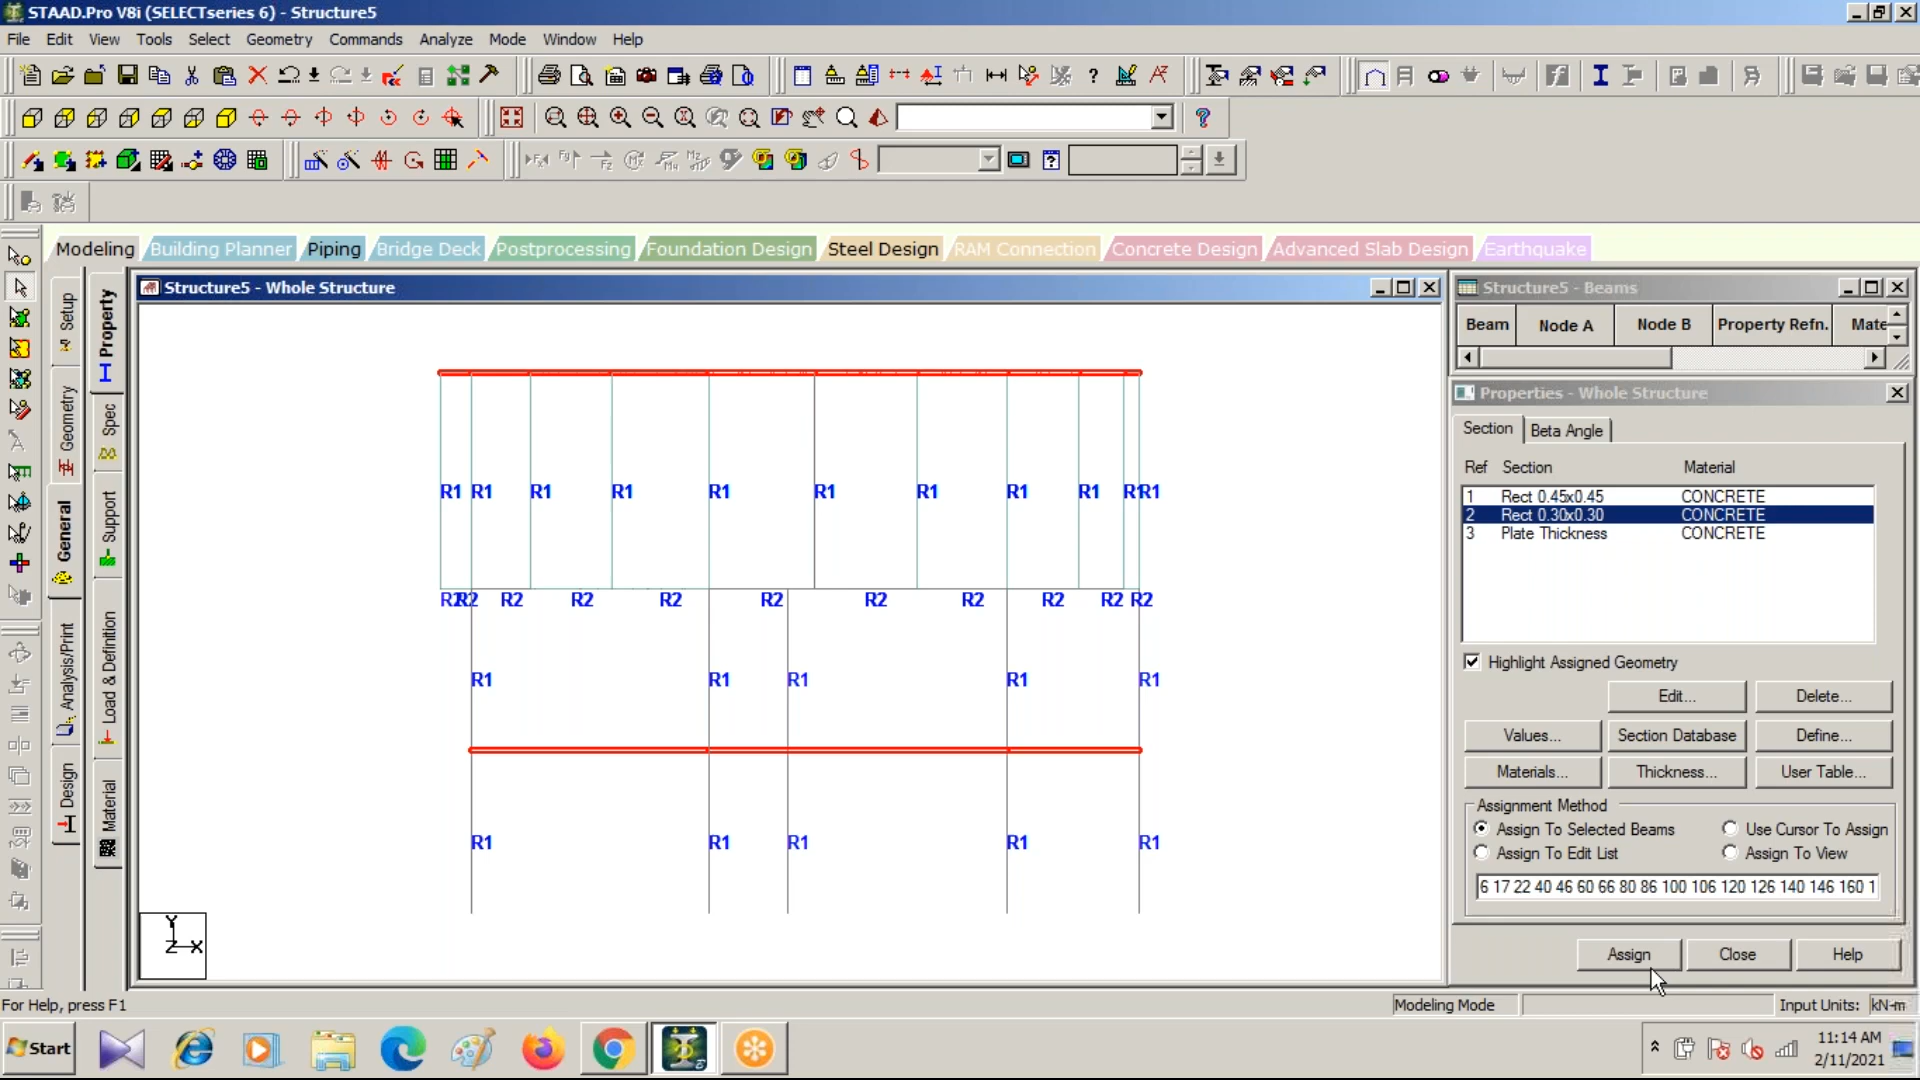 STAAD.Pro V8i (SELECTseries 6) - Structure5
File Edit View Tools Select Geometry Commands Analyze Mode Window Help
Modeling Building Planner Piping Bridge Deck Postprocessing Foundation Design Steel Design RAM Connection Concrete Design Advanced Slab Design Earthquake
Setup
Geometry
General
Analysis/Print
Design
Property
Spec
Support
Load & Definition
Material
Structure5 - Whole Structure
R1 R1 R1 R1 R1 R1 R1 R1 R1 R1 R1
R2 R2 R2 R2 R2 R2 R2 R2 R2 R2 R2
R1 R1 R1 R1 R1
R1 R1 R1 R1 R1
Y
Z X
Structure5 - Beams
Beam Node A Node B Property Refn. Mate
Properties - Whole Structure
Section Beta Angle
Ref Section Material
1 Rect 0.45x0.45 CONCRETE
2 Rect 0.30x0.30 CONCRETE
3 Plate Thickness CONCRETE
Highlight Assigned Geometry
Edit... Delete...
Values... Section Database Define...
Materials... Thickness... User Table...
Assignment Method
Assign To Selected Beams Use Cursor To Assign
Assign To Edit List Assign To View
6 17 22 40 46 60 66 80 86 100 106 120 126 140 146 160 1
Assign Close Help
For Help, press F1 Modeling Mode Input Units: kN-m
Start 11:14 AM
2/11/2021